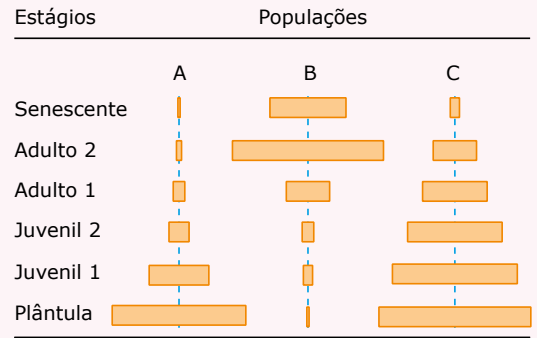 Estágios Populações
A B C
Senescente
Adulto 2
Adulto 1
Juvenil 2
Juvenil 1
Plântula